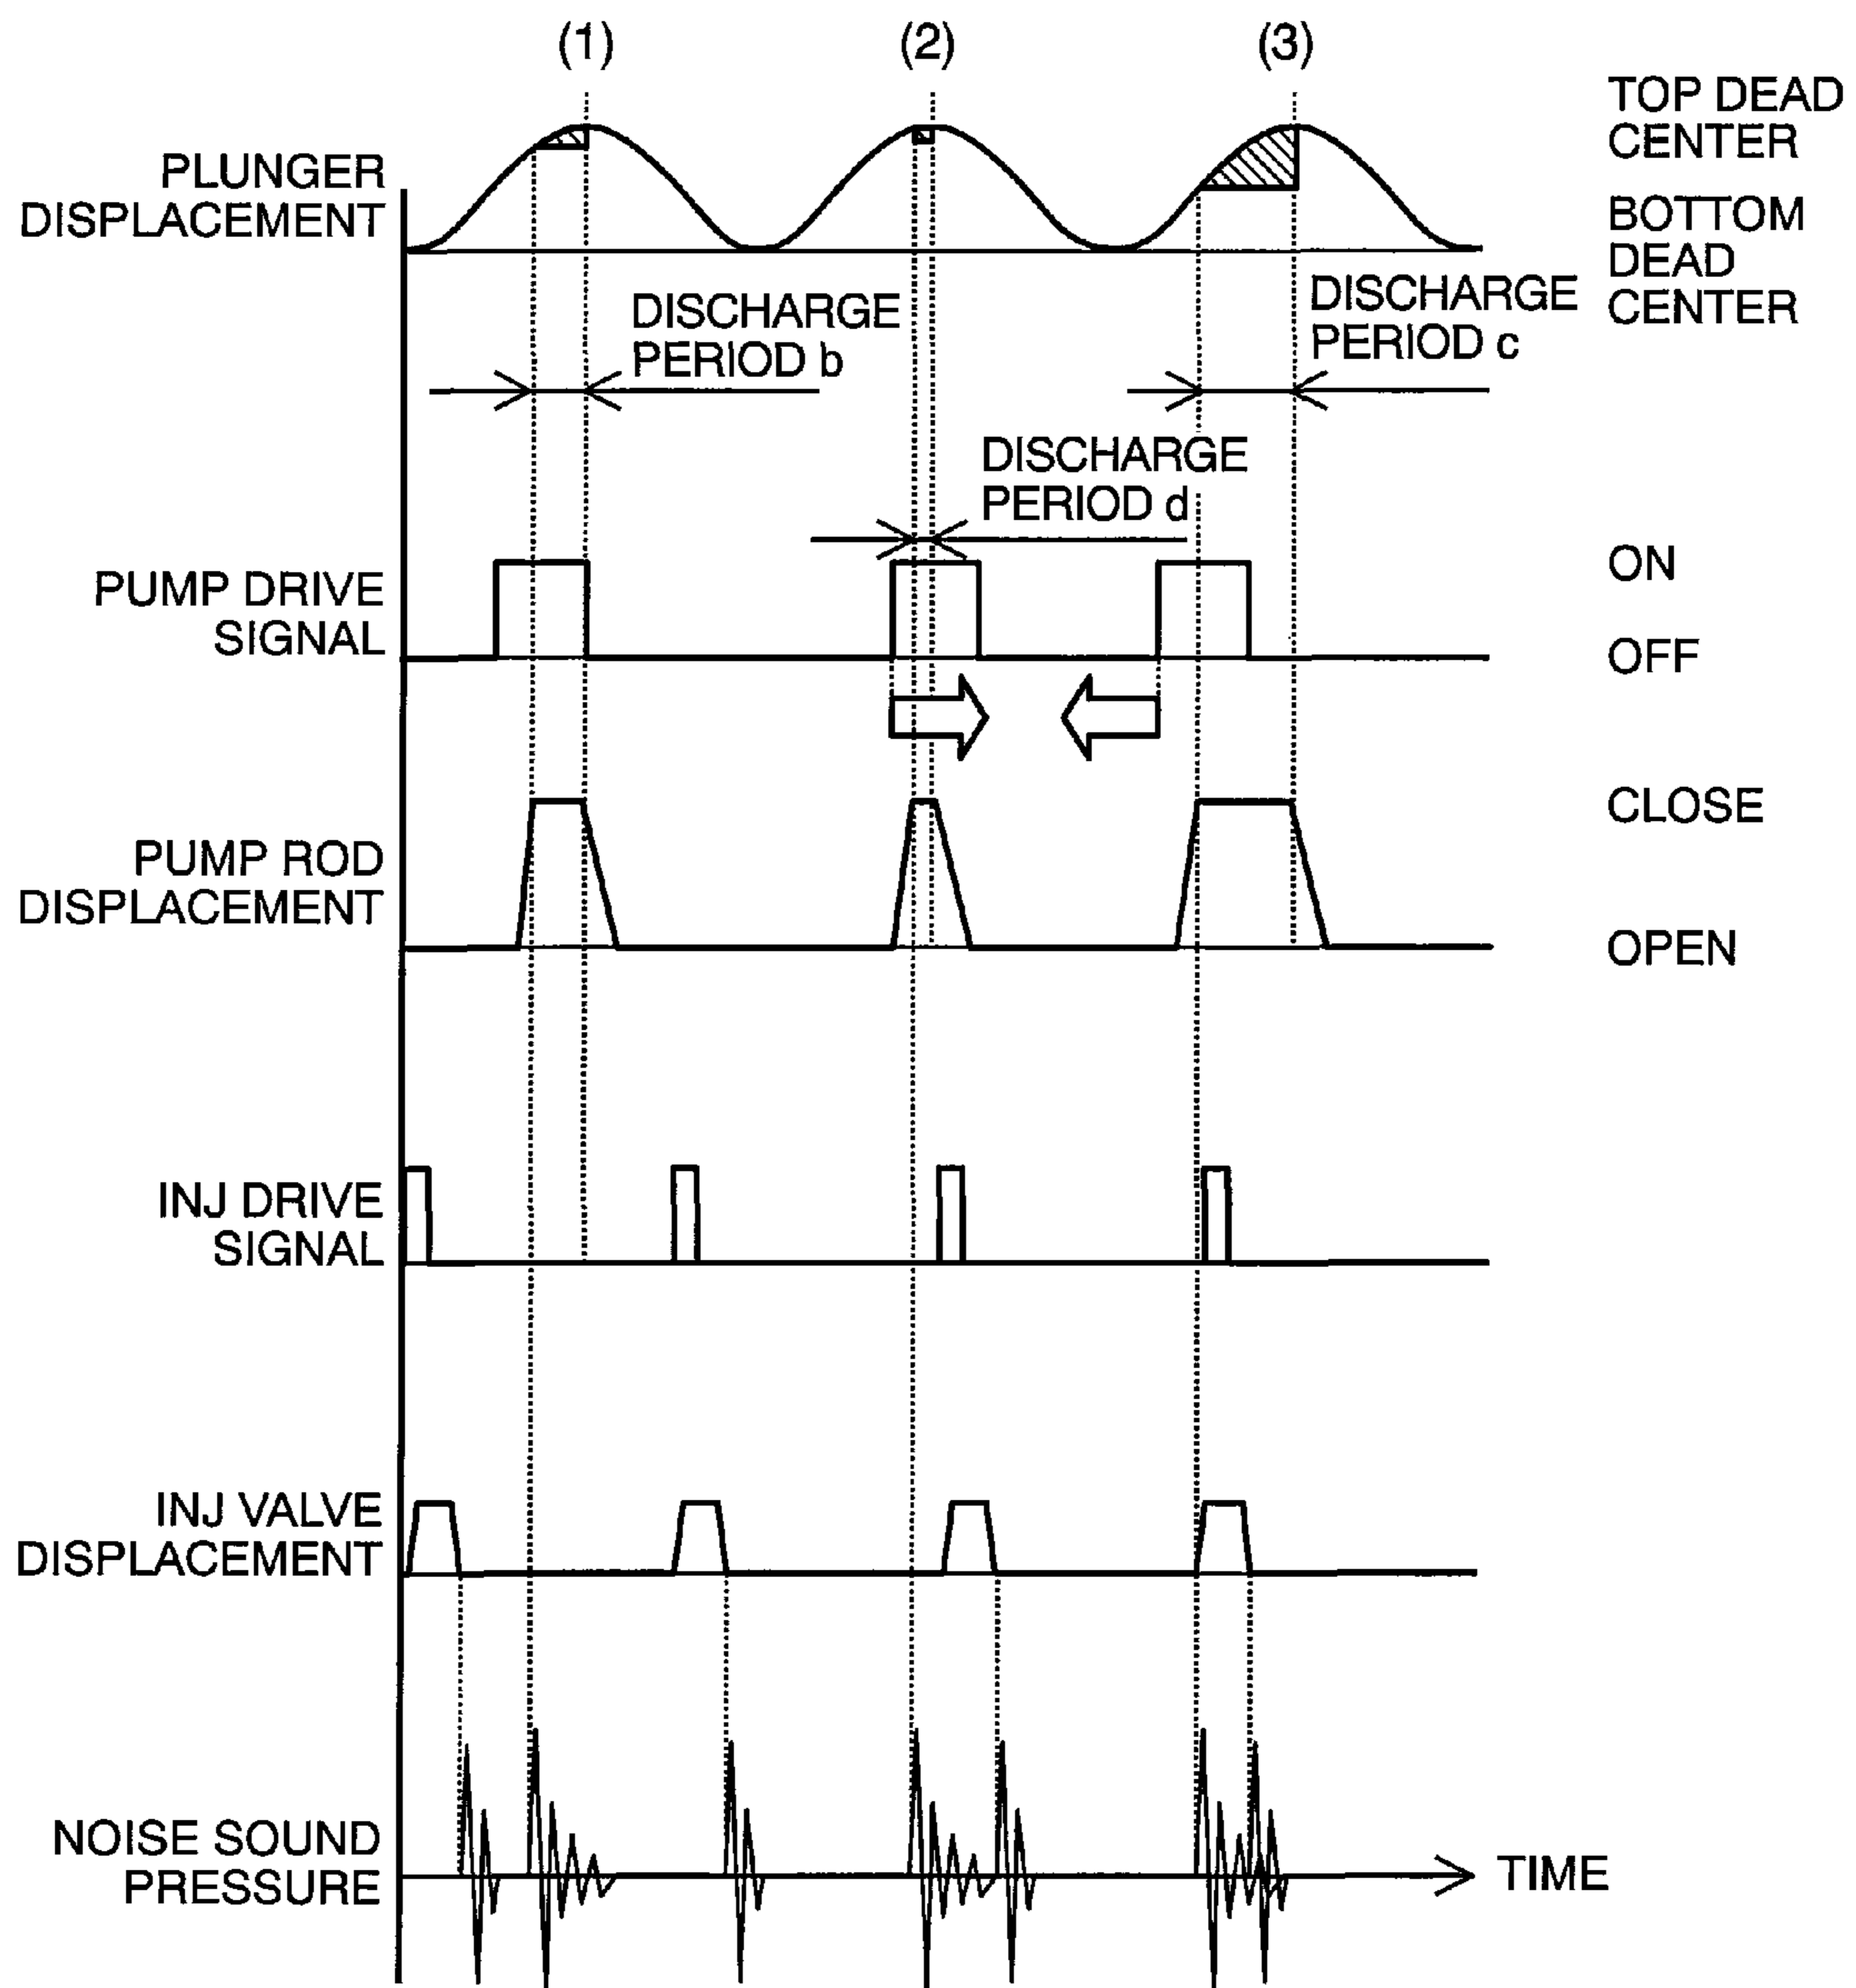 (1)
(2)
(3)
TOP DEAD
CENTER
PLUNGER
DISPLACEMENT
BOTTOM
DEAD
CENTER
DISCHARGE
PERIOD b
DISCHARGE
PERIOD c
DISCHARGE
PERIOD d
PUMP DRIVE
SIGNAL
ON
OFF
PUMP ROD
DISPLACEMENT
CLOSE
OPEN
INJ DRIVE
SIGNAL
INJ VALVE
DISPLACEMENT
NOISE SOUND
PRESSURE
TIME